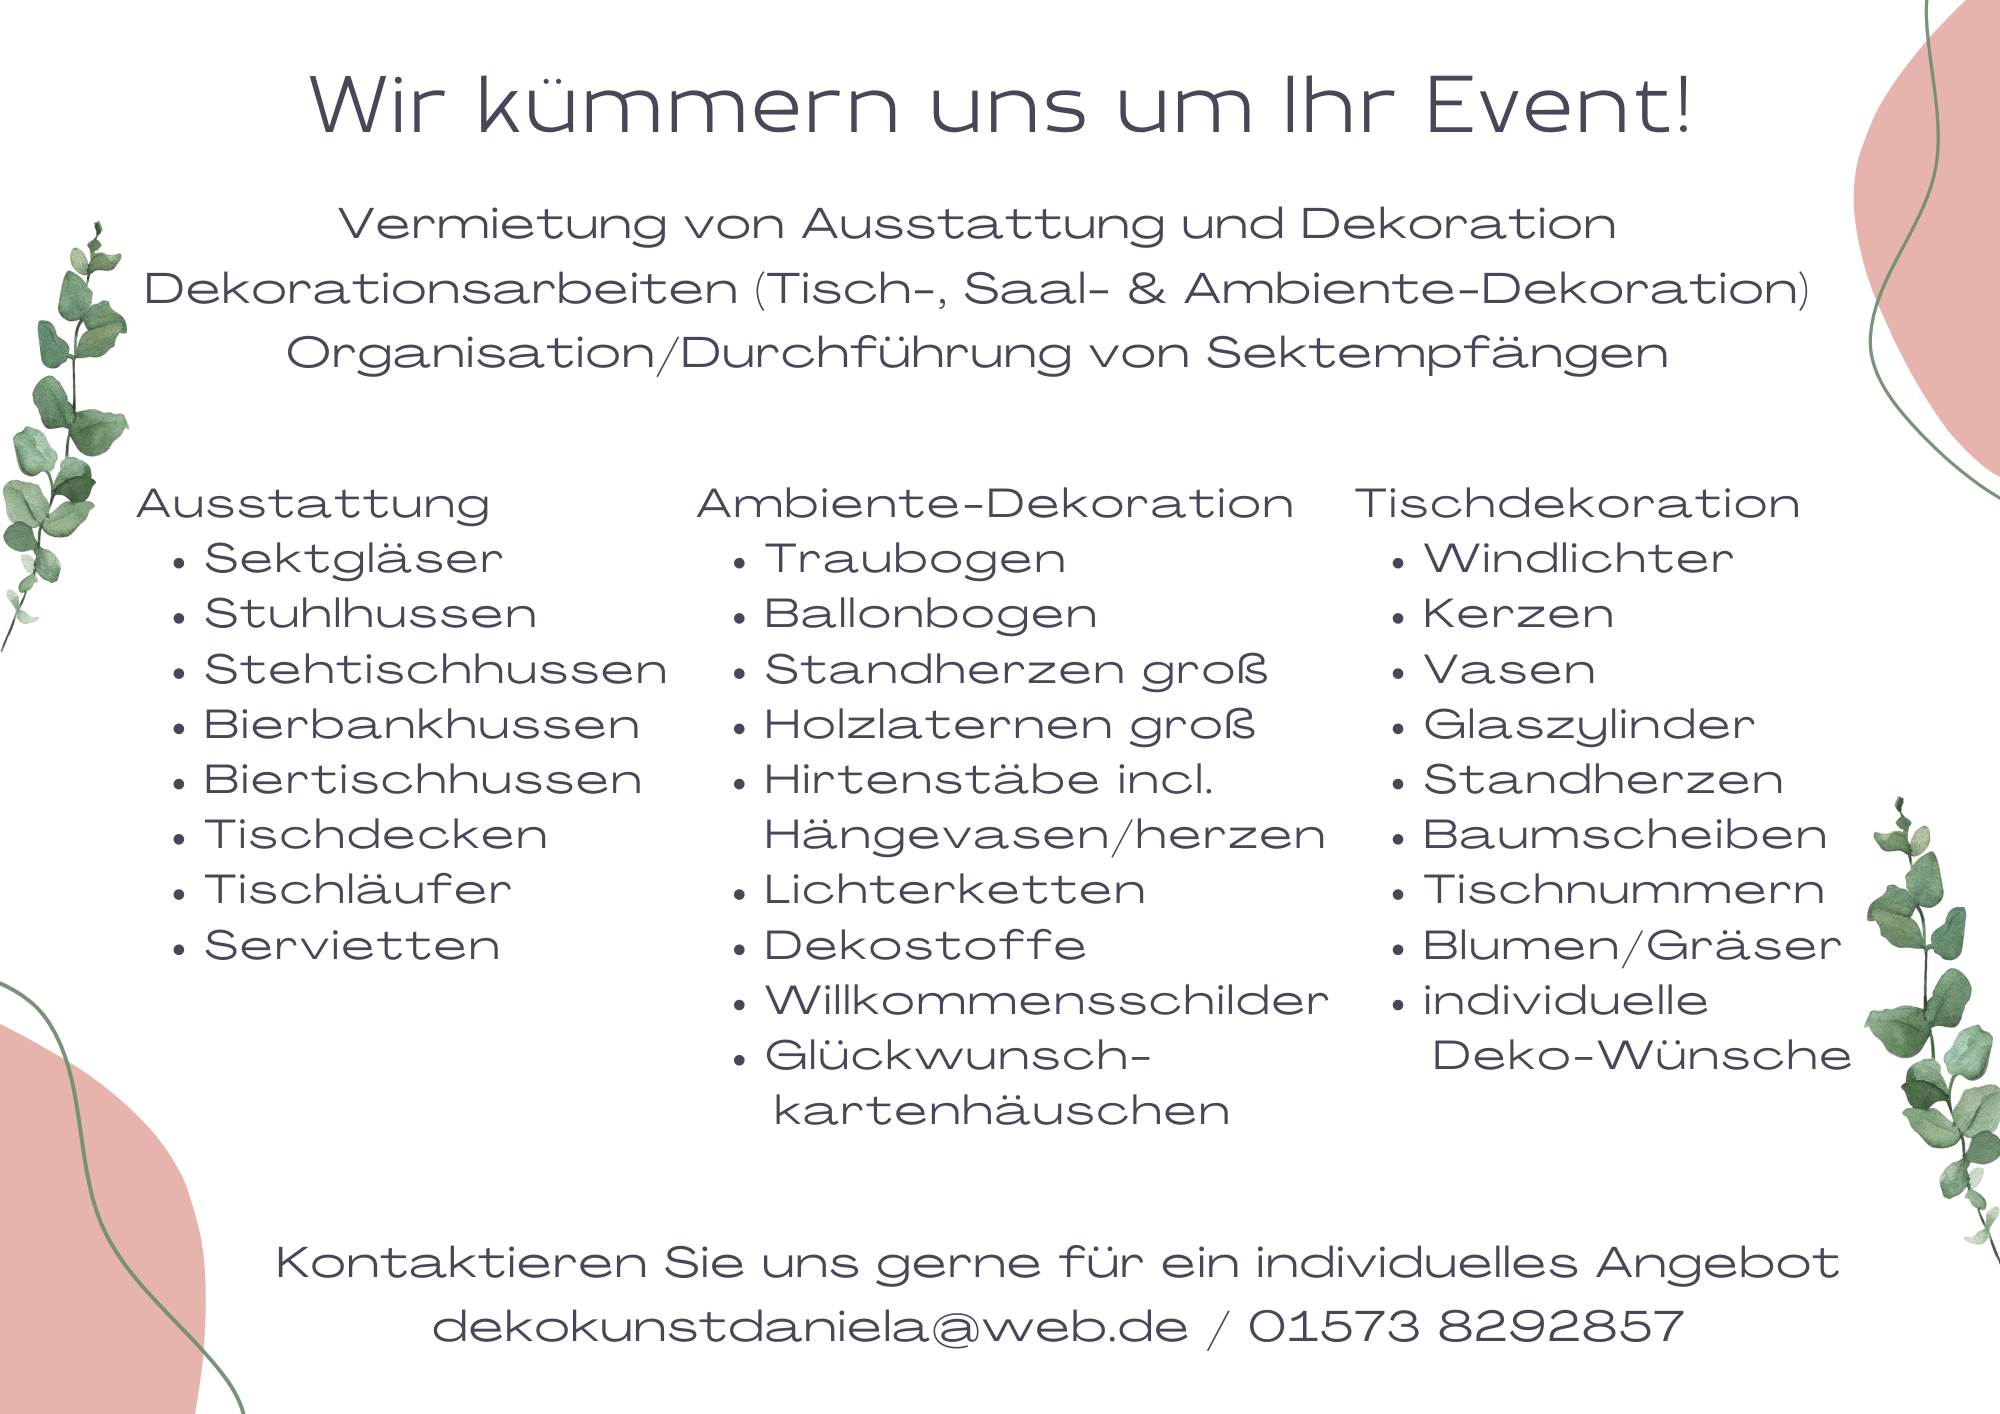 Wir kümmern uns um Ihr Event!
Vermietung von Ausstattung und Dekoration
Dekorationsarbeiten (Tisch-, Saal- & Ambiente-Dekoration)
Organisation/Durchführung von Sektempfängen
Ausstattung
• Sektgläser
• Stuhlhussen
• Stehtischhussen
• Bierbankhussen
• Biertischhussen
• Tischdecken
• Tischläufer
• Servietten
Ambiente-Dekoration
• Traubogen
• Ballonbogen
• Standherzen groß
• Holzlaternen groß
• Hirtenstäbe incl.
Hängevasen/herzen
• Lichterketten
• Dekostoffe
• Willkommensschilder
• Glückwunsch-
kartenhäuschen
Tischdekoration
• Windlichter
• Kerzen
• Vasen
• Glaszylinder
• Standherzen
• Baumscheiben
• Tischnummern
• Blumen/Gräser
• individuelle
Deko-Wünsche
Kontaktieren Sie uns gerne für ein individuelles Angebot
dekokunstdaniela@web.de / 01573 8292857